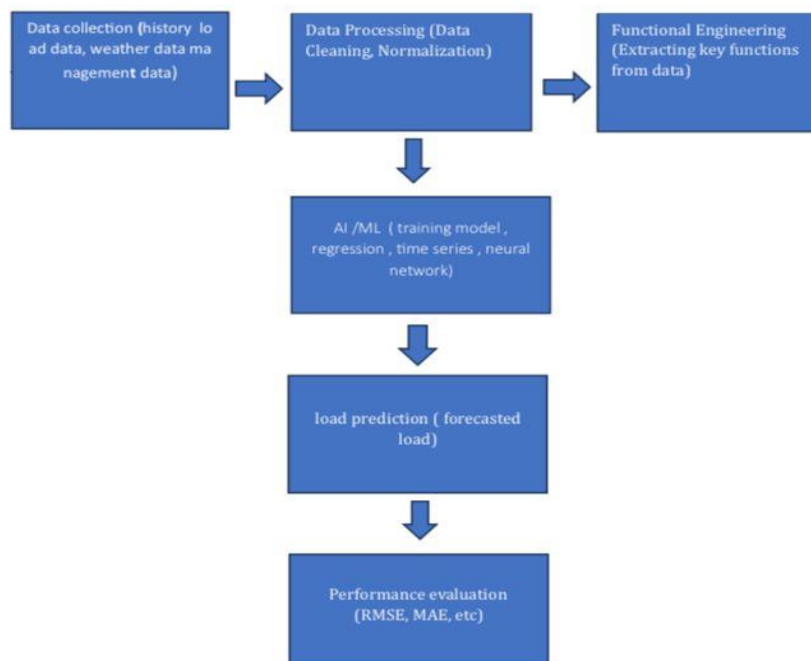 Data collection (history lo
ad data, weather data ma
nagement data)
Data Processing (Data
Cleaning, Normalization)
Functional Engineering
(Extracting key functions
from data)
AI /ML ( training model ,
regression , time series , neural
network)
load prediction ( forecasted
load)
Performance evaluation
(RMSE, MAE, etc)